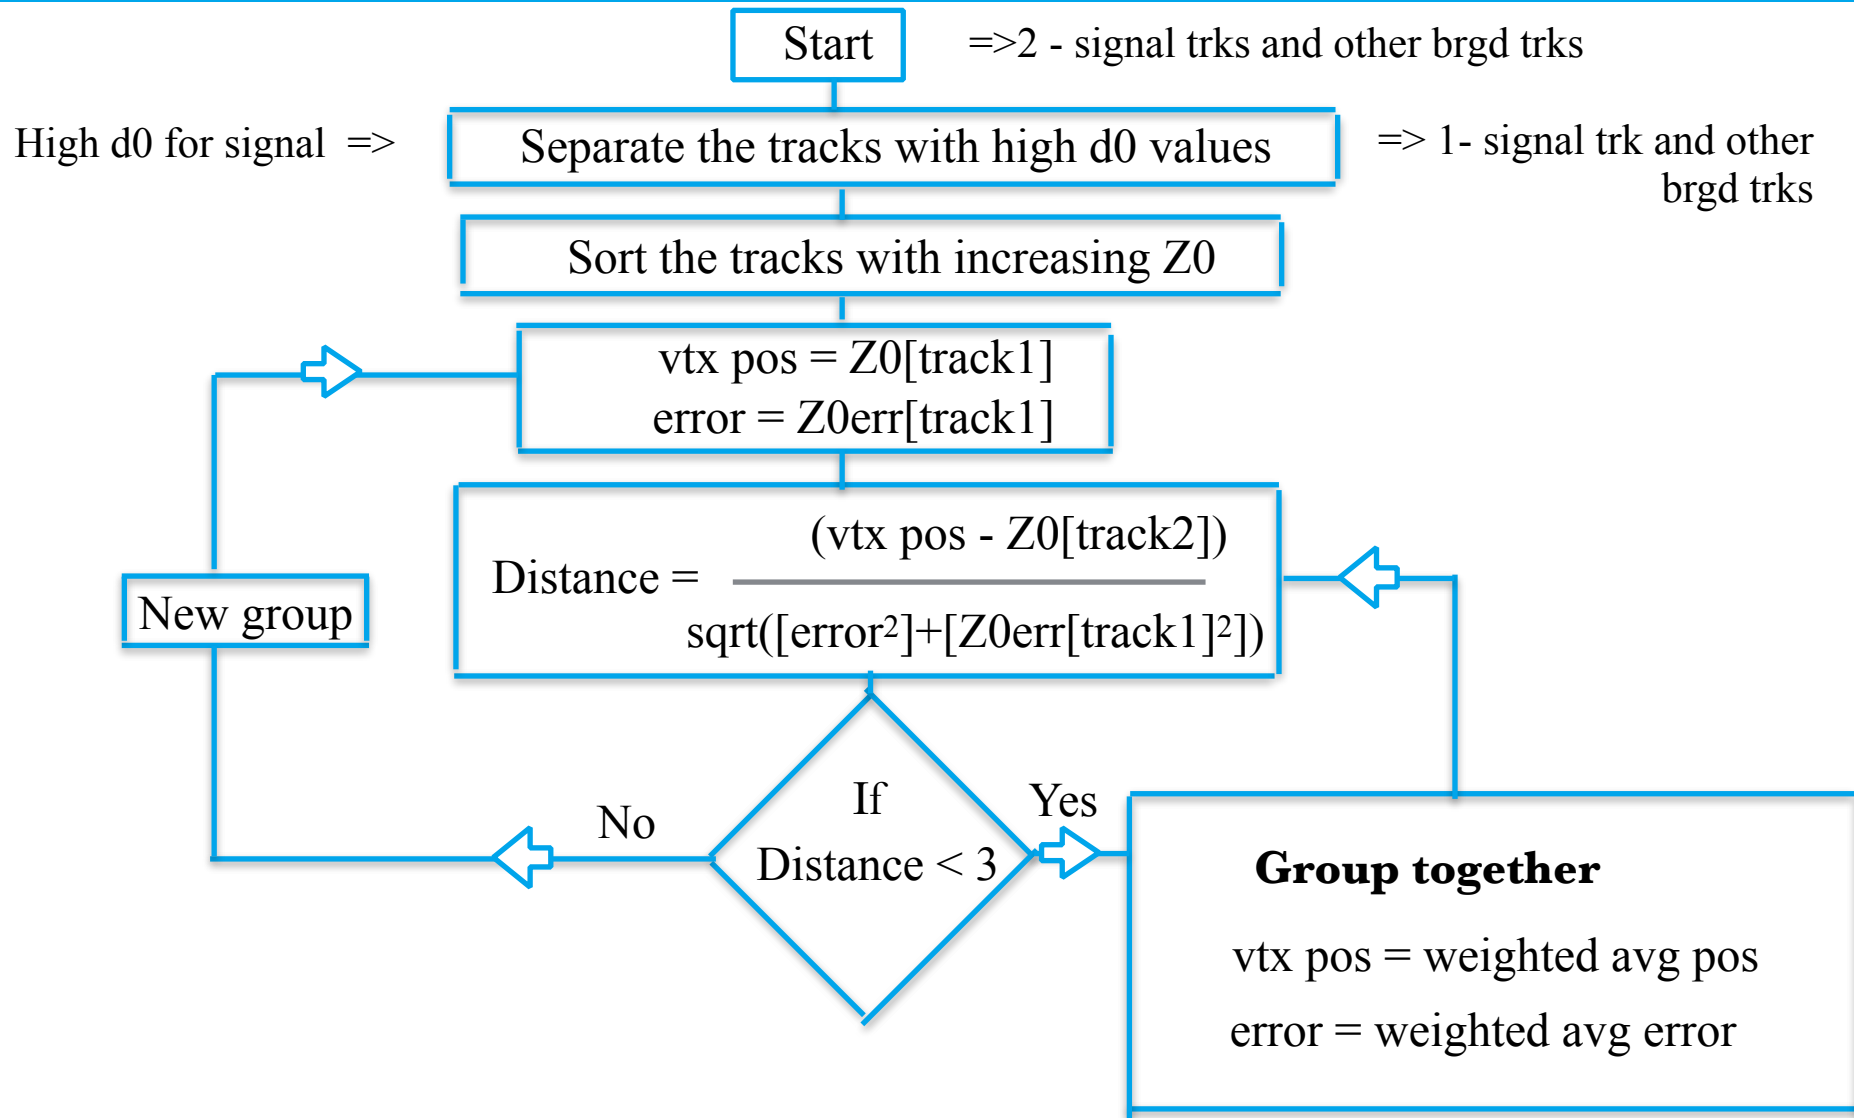 Start
=>2 - signal trks and other brgd trks
High d0 for signal =>
Separate the tracks with high d0 values
=> 1- signal trk and other
brgd trks
Sort the tracks with increasing Z0
vtx pos = Z0[track1]
error = Z0err[track1]
(vtx pos - Z0[track2])
Distance =
sqrt([error²]+[Z0err[track1]²])
New group
If
Distance < 3
No
Yes
Group together
vtx pos = weighted avg pos
error = weighted avg error